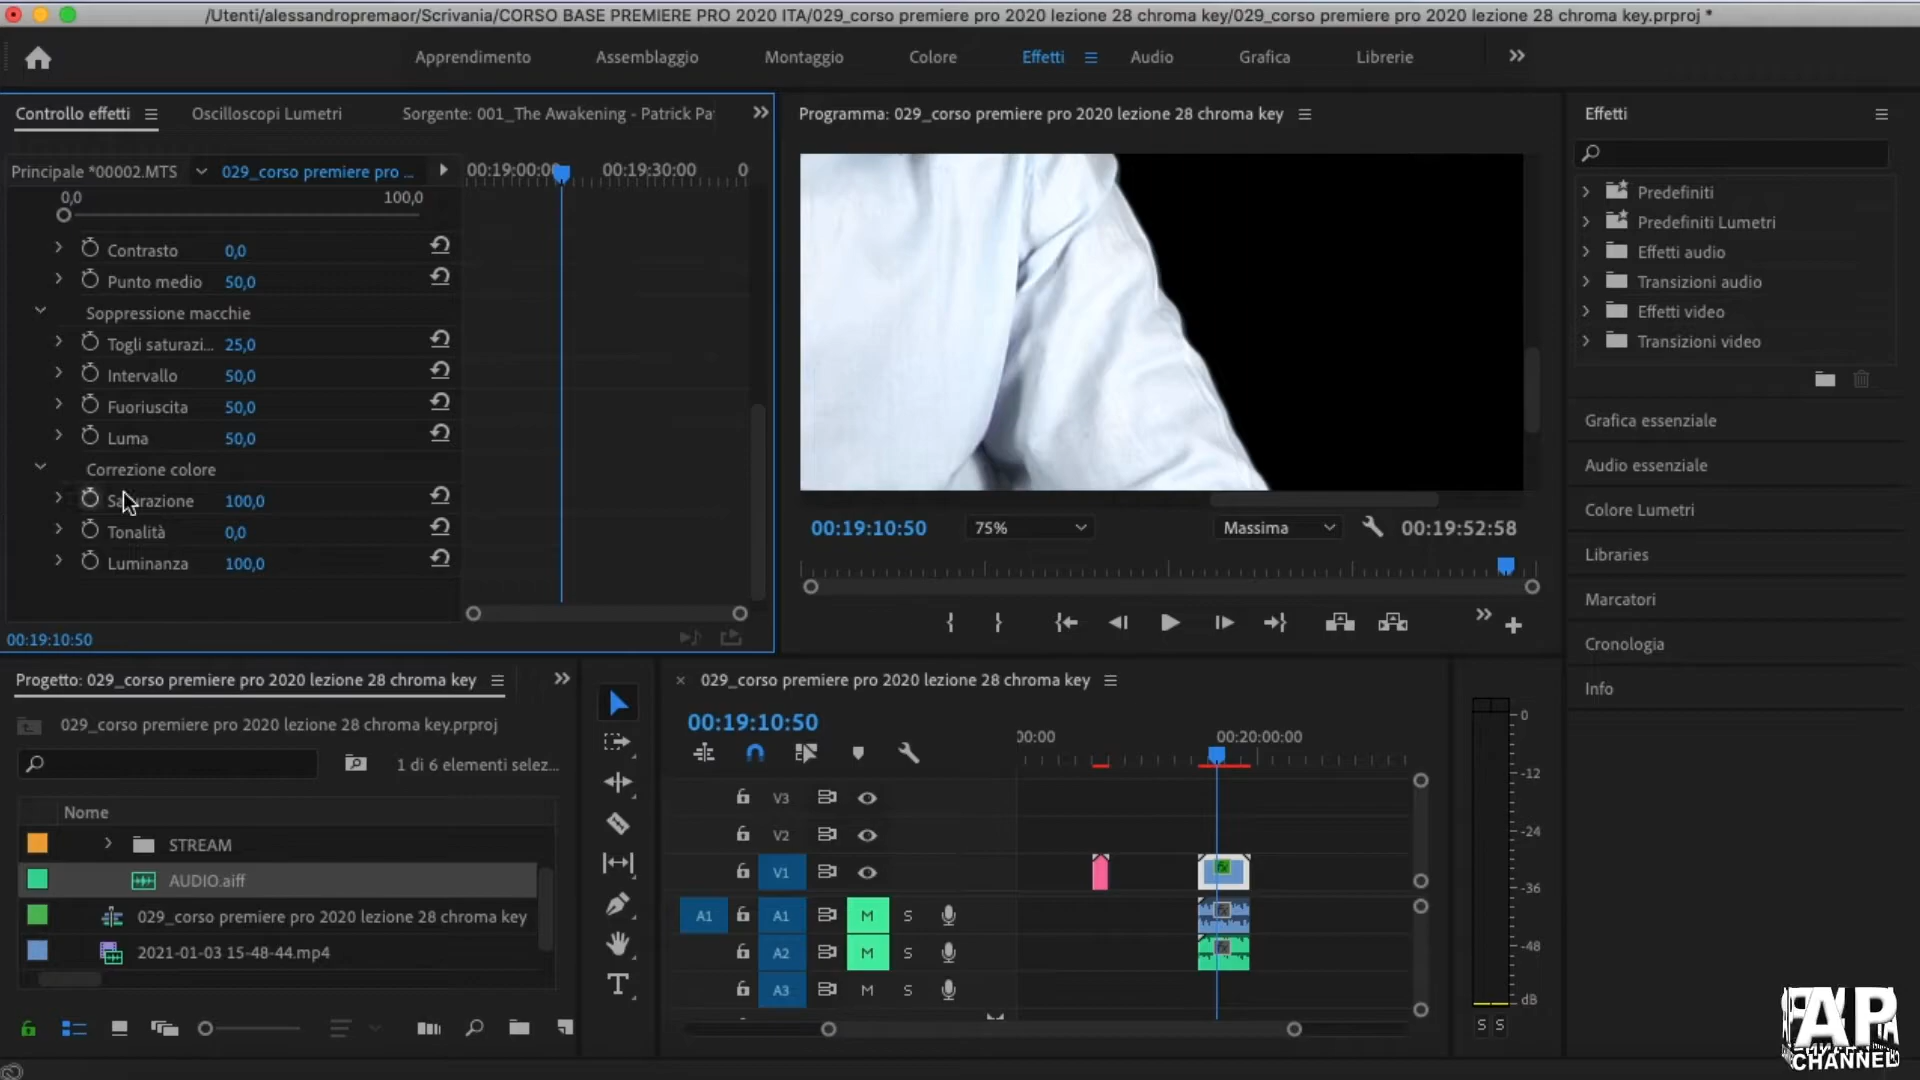 /Utenti/alessandropremaor/Scrivania/CORSO BASE PREMIERE PRO 2020 ITA/029_corso premiere pro 2020 lezione 28 chroma key/029_corso premiere pro 2020 lezione 28 chroma key.prproj *
Apprendimento Assemblaggio Montaggio Colore Effetti Audio Grafica Librerie
Controllo effetti Oscilloscopi Lumetri Sorgente: 001_The Awakening - Patrick Pa
Principale *00002.MTS 029_corso premiere pro ... 00:19:00:00 00:19:30:00 0
0,0 100,0
Contrasto 0,0
Punto medio 50,0
Soppressione macchie
Togli saturazi... 25,0
Intervallo 50,0
Fuoriuscita 50,0
Luma 50,0
Correzione colore
Saturazione 100,0
Tonalità 0,0
Luminanza 100,0
00:19:10:50
Programma: 029_corso premiere pro 2020 lezione 28 chroma key
00:19:10:50 75% Massima 00:19:52:58
Effetti
Predefiniti
Predefiniti Lumetri
Effetti audio
Transizioni audio
Effetti video
Transizioni video
Grafica essenziale
Audio essenziale
Colore Lumetri
Libraries
Marcatori
Cronologia
Info
Progetto: 029_corso premiere pro 2020 lezione 28 chroma key
029_corso premiere pro 2020 lezione 28 chroma key.prproj
1 di 6 elementi selez...
Nome
STREAM
AUDIO.aiff
029_corso premiere pro 2020 lezione 28 chroma key
2021-01-03 15-48-44.mp4
029_corso premiere pro 2020 lezione 28 chroma key
00:19:10:50
00:00 00:20:00:00
V3
V2
V1
A1 A1 M S
A2 M S
A3 M S
0
-12
-24
-36
-48
dB
S S
AP
CHANNEL